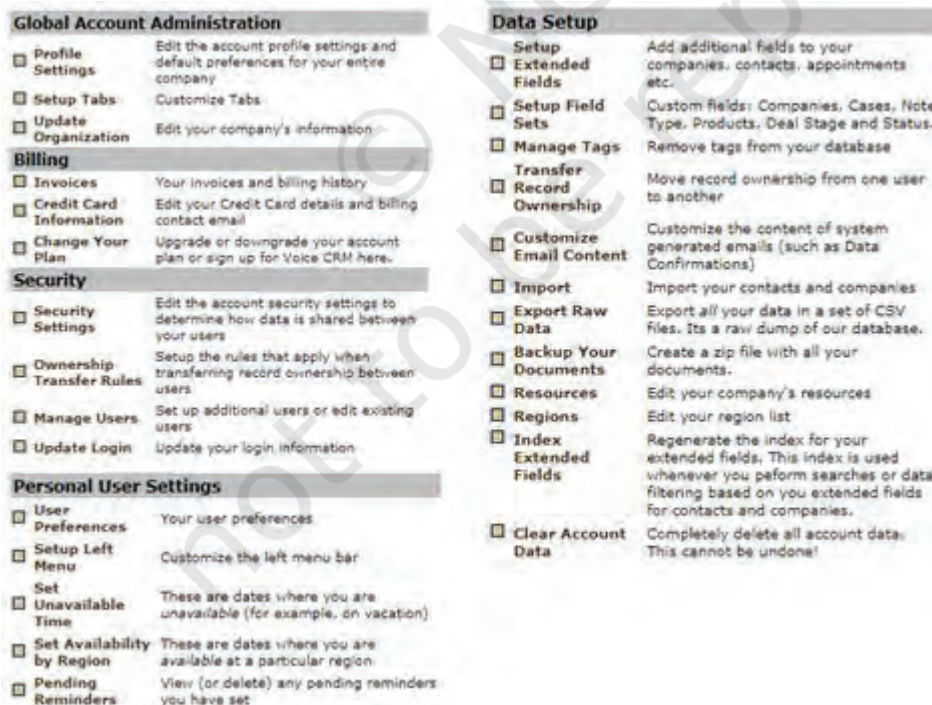 Global Account Administration
Profile Settings
Edit the account profile settings and
default preferences for your entire
company
Setup Tabs
Customize Tabs
Update Organization
Edit your company's information
Billing
Invoices
Your invoices and billing history
Credit Card Information
Edit your Credit Card details and billing
contact email
Change Your Plan
Upgrade or downgrade your account
plan or sign up for Voice CRM here.
Security
Security Settings
Edit the account security settings to
determine how data is shared between
your users
Ownership Transfer Rules
Setup the rules that apply when
transferring record ownership between
users
Manage Users
Set up additional users or edit existing
users
Update Login
Update your login information
Personal User Settings
User Preferences
Your user preferences
Setup Left Menu
Customize the left menu bar
Set Unavailable Time
These are dates where you are
unavailable (for example, on vacation)
Set Availability by Region
These are dates where you are
available at a particular region
Pending Reminders
View (or delete) any pending reminders
you have set
Data Setup
Setup Extended Fields
Add additional fields to your
companies, contacts, appointments
etc.
Setup Field Sets
Custom fields: Companies, Cases, Note
Type, Products, Deal Stage and Status.
Manage Tags
Remove tags from your database
Transfer Record Ownership
Move record ownership from one user
to another
Customize Email Content
Customize the content of system
generated emails (such as Data
Confirmations)
Import
Import your contacts and companies
Export Raw Data
Export all your data in a set of CSV
files. Its a raw dump of our database.
Backup Your Documents
Create a zip file with all your
documents.
Resources
Edit your company's resources
Regions
Edit your region list
Index Extended Fields
Regenerate the index for your
extended fields. This index is used
whenever you peform searches or data
filtering based on you extended fields
for contacts and companies.
Clear Account Data
Completely delete all account data.
This cannot be undone!
© No
not to be rep